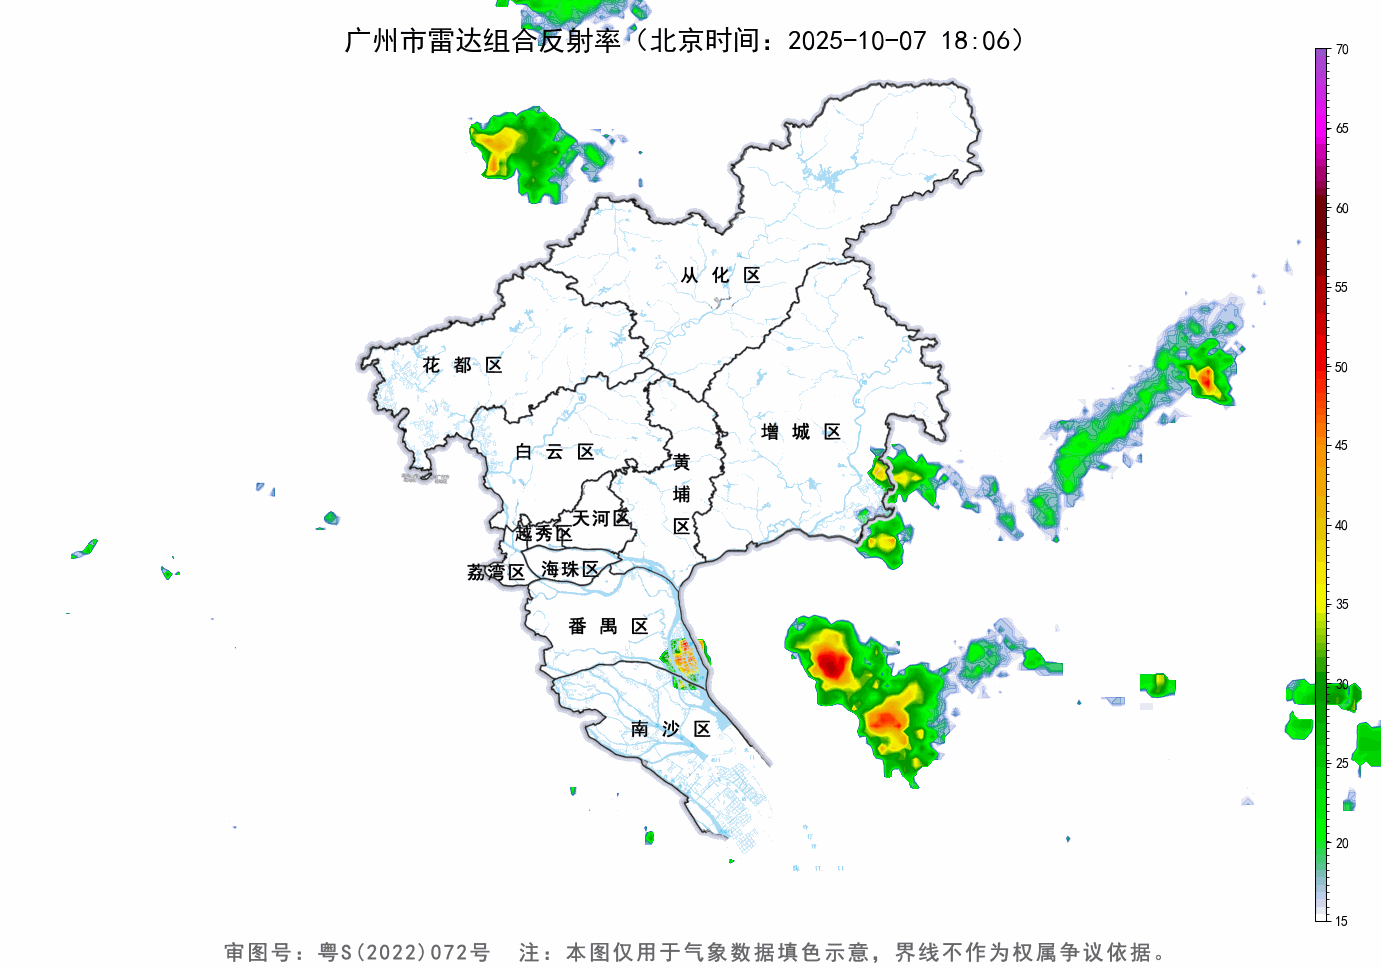 广州市雷达组合反射率（北京时间：2025-10-07 18:06）
70
65
60
55
50
45
40
35
30
25
20
15
从化区
花都区
增城区
白云区
黄埔区
天河区
越秀区
海珠区
荔湾区
番禺区
南沙区
审图号：粤S(2022)072号 注：本图仅用于气象数据填色示意，界线不作为权属争议依据。